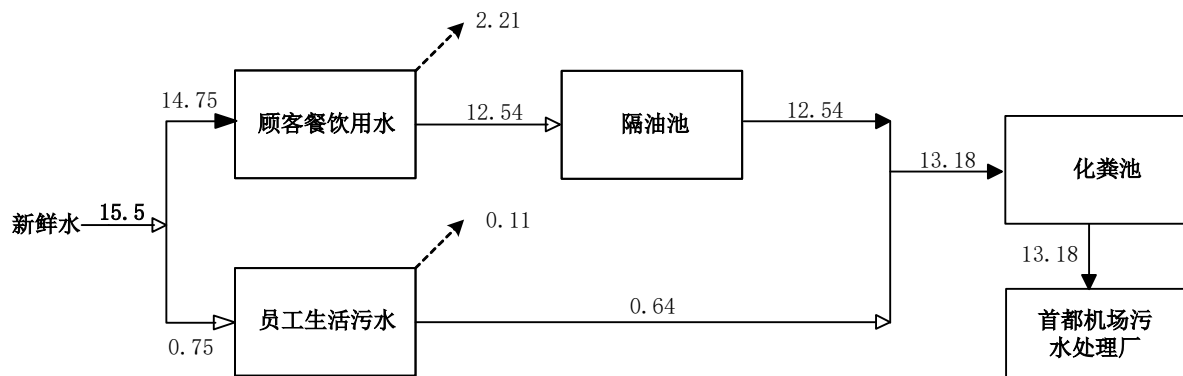 2.21
14.75
顾客餐饮用水
12.54
隔油池
12.54
13.18
化粪池
新鲜水
15.5
0.11
13.18
员工生活污水
0.64
0.75
首都机场污
水处理厂